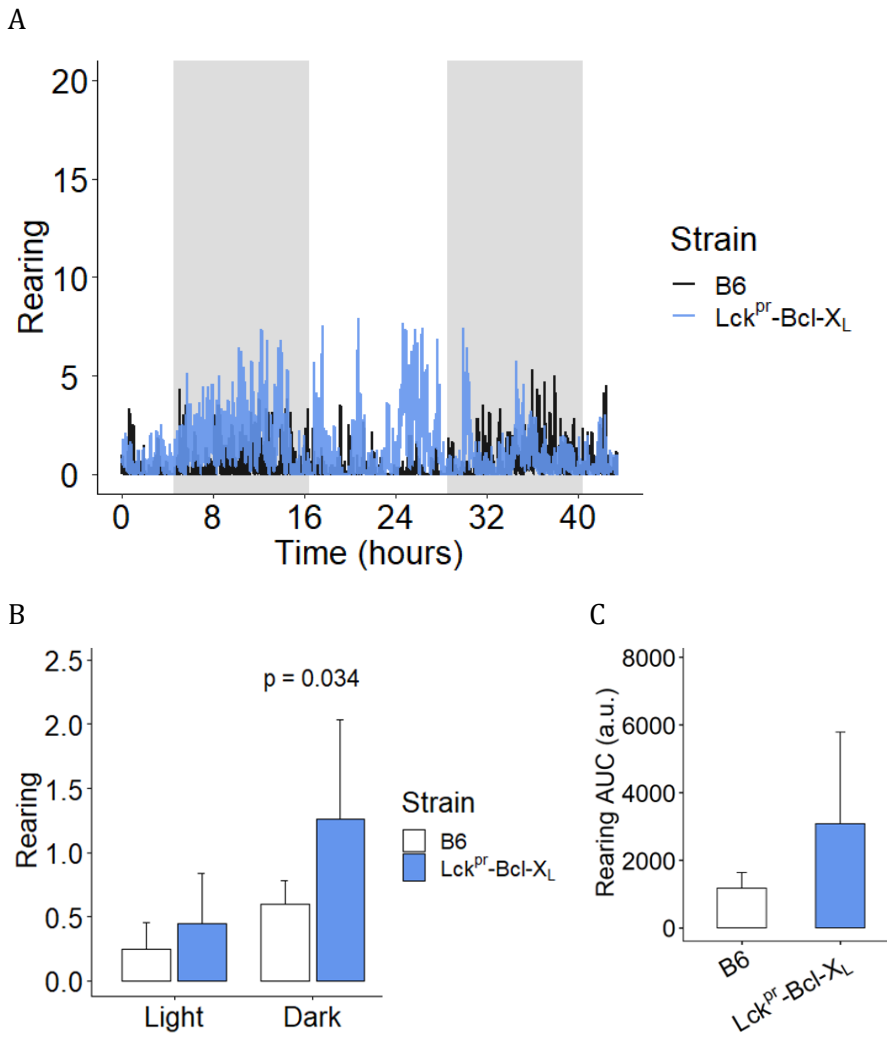 A
20
15
10
5
0
Rearing
0 8 16 24 32 40
Time (hours)
Strain
B6
Lck^pr-Bcl-X_L
B
2.5
2.0
1.5
1.0
0.5
0.0
Rearing
p = 0.034
Light Dark
Strain
B6
Lck^pr-Bcl-X_L
C
8000
6000
4000
2000
0
Rearing AUC (a.u.)
B6
Lck^pr-Bcl-X_L